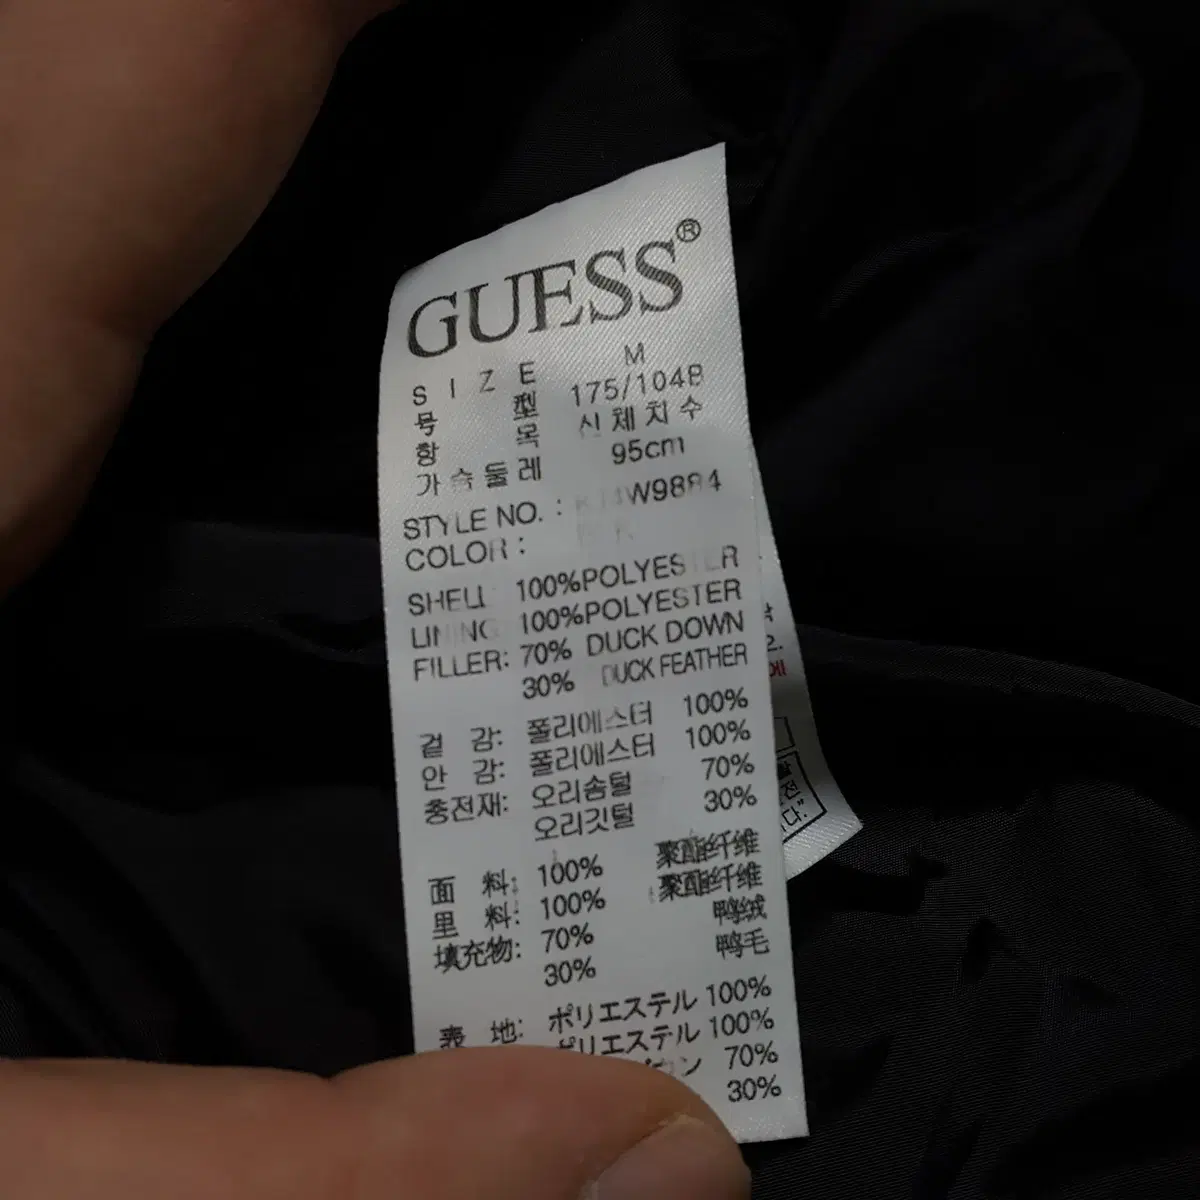 GUESS®
SIZE M
号型 175/104B
항목 신체치수
가슴둘레 95cm
STYLE NO. : K14W9884
COLOR :
SHELL 100%POLYESTER
LINING 100%POLYESTER
FILLER: 70% DUCK DOWN
30% DUCK FEATHER
겉감: 폴리에스터 100%
안감: 폴리에스터 100%
충전재: 오리솜털 70%
오리깃털 30%
面料: 100% 聚酯纤维
里料: 100% 聚酯纤维
填充物: 70% 鸭绒
30% 鸭毛
表地: ポリエステル 100%
ポリエステル 100%
70%
30%